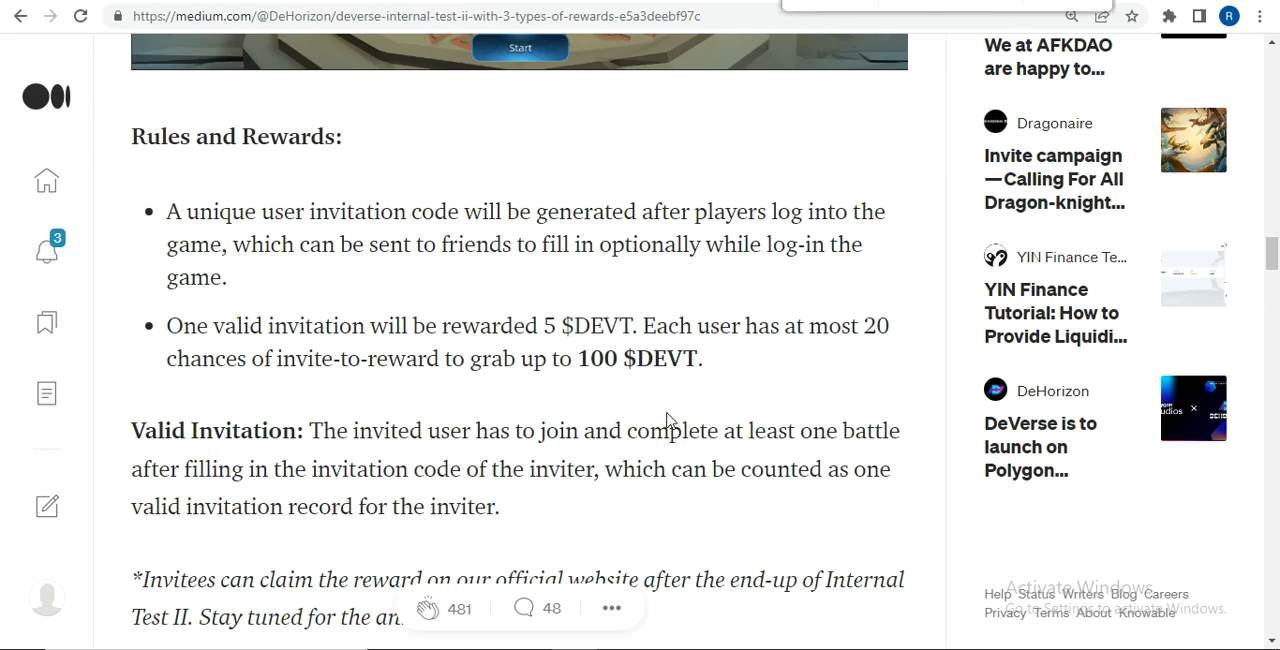 https://medium.com/@DeHorizon/deverse-internal-test-ii-with-3-types-of-rewards-e5a3deebf97c
R
Start
Rules and Rewards:
3
• A unique user invitation code will be generated after players log into the
game, which can be sent to friends to fill in optionally while log-in the
game.
• One valid invitation will be rewarded 5 $DEVT. Each user has at most 20
chances of invite-to-reward to grab up to 100 $DEVT.
Valid Invitation: The invited user has to join and complete at least one battle
after filling in the invitation code of the inviter, which can be counted as one
valid invitation record for the inviter.
*Invitees can claim the reward on our official website after the end-up of Internal
Test II. Stay tuned for the
481
48
We at AFKDAO
are happy to...
Dragonaire
Invite campaign
—Calling For All
Dragon-knight...
YIN Finance Te...
YIN Finance
Tutorial: How to
Provide Liquidi...
DeHorizon
DeVerse is to
launch on
Polygon...
Activate Windows
Go to Settings to activate Windows.
Help Status Writers Blog Careers
Privacy Terms About Knowable